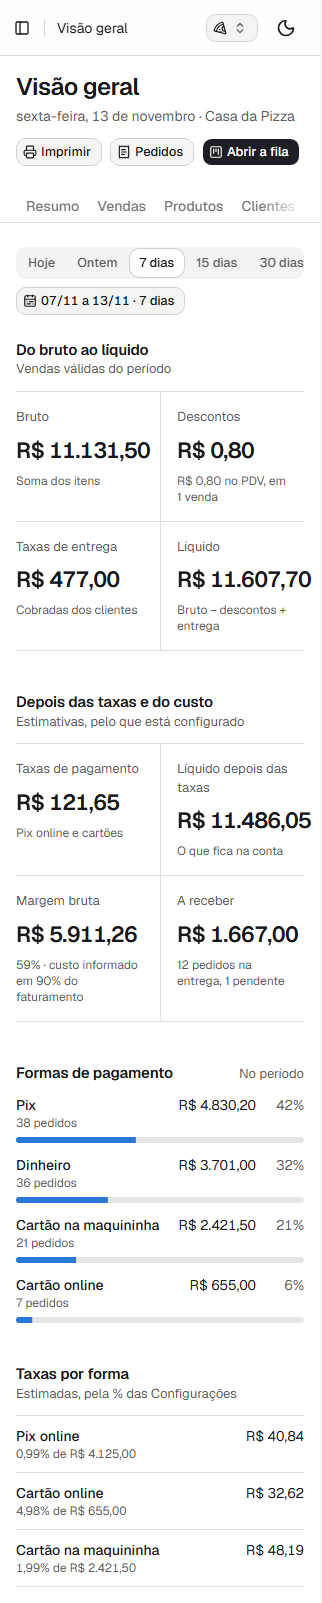 Visão geral
Visão geral
sexta-feira, 13 de novembro · Casa da Pizza
Imprimir
Pedidos
Abrir a fila
Resumo
Vendas
Produtos
Clientes
Hoje
Ontem
7 dias
15 dias
30 dias
07/11 a 13/11 · 7 dias
Do bruto ao líquido
Vendas válidas do período
Bruto
R$ 11.131,50
Soma dos itens
Descontos
R$ 0,80
R$ 0,80 no PDV, em
1 venda
Taxas de entrega
R$ 477,00
Cobradas dos clientes
Líquido
R$ 11.607,70
Bruto − descontos +
entrega
Depois das taxas e do custo
Estimativas, pelo que está configurado
Taxas de pagamento
R$ 121,65
Pix online e cartões
Líquido depois das
taxas
R$ 11.486,05
O que fica na conta
Margem bruta
R$ 5.911,26
59% · custo informado
em 90% do
faturamento
A receber
R$ 1.667,00
12 pedidos na
entrega, 1 pendente
Formas de pagamento
No período
Pix
R$ 4.830,20
42%
38 pedidos
Dinheiro
R$ 3.701,00
32%
36 pedidos
Cartão na maquininha
R$ 2.421,50
21%
21 pedidos
Cartão online
R$ 655,00
6%
7 pedidos
Taxas por forma
Estimadas, pela % das Configurações
Pix online
R$ 40,84
0,99% de R$ 4.125,00
Cartão online
R$ 32,62
4,98% de R$ 655,00
Cartão na maquininha
R$ 48,19
1,99% de R$ 2.421,50